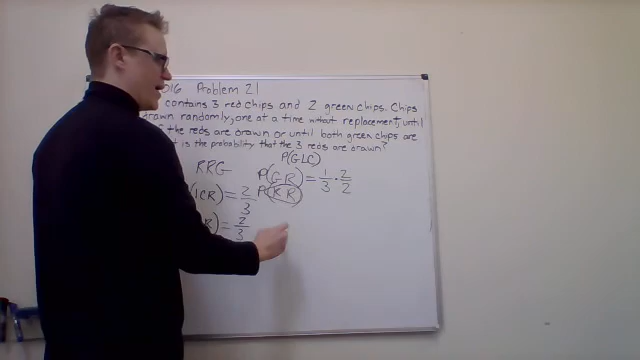 016 Problem 21
contains 3 red chips and 2 green chips. Chips
drawn randomly, one at a time without replacement, until
the reds are drawn or until both green chips are
is the probability that the 3 reds are drawn?
P(GLC)
RRG P(GR) = 1/3 · 2/2
1CR) = 2/3 P(RR)
R) = 2/3